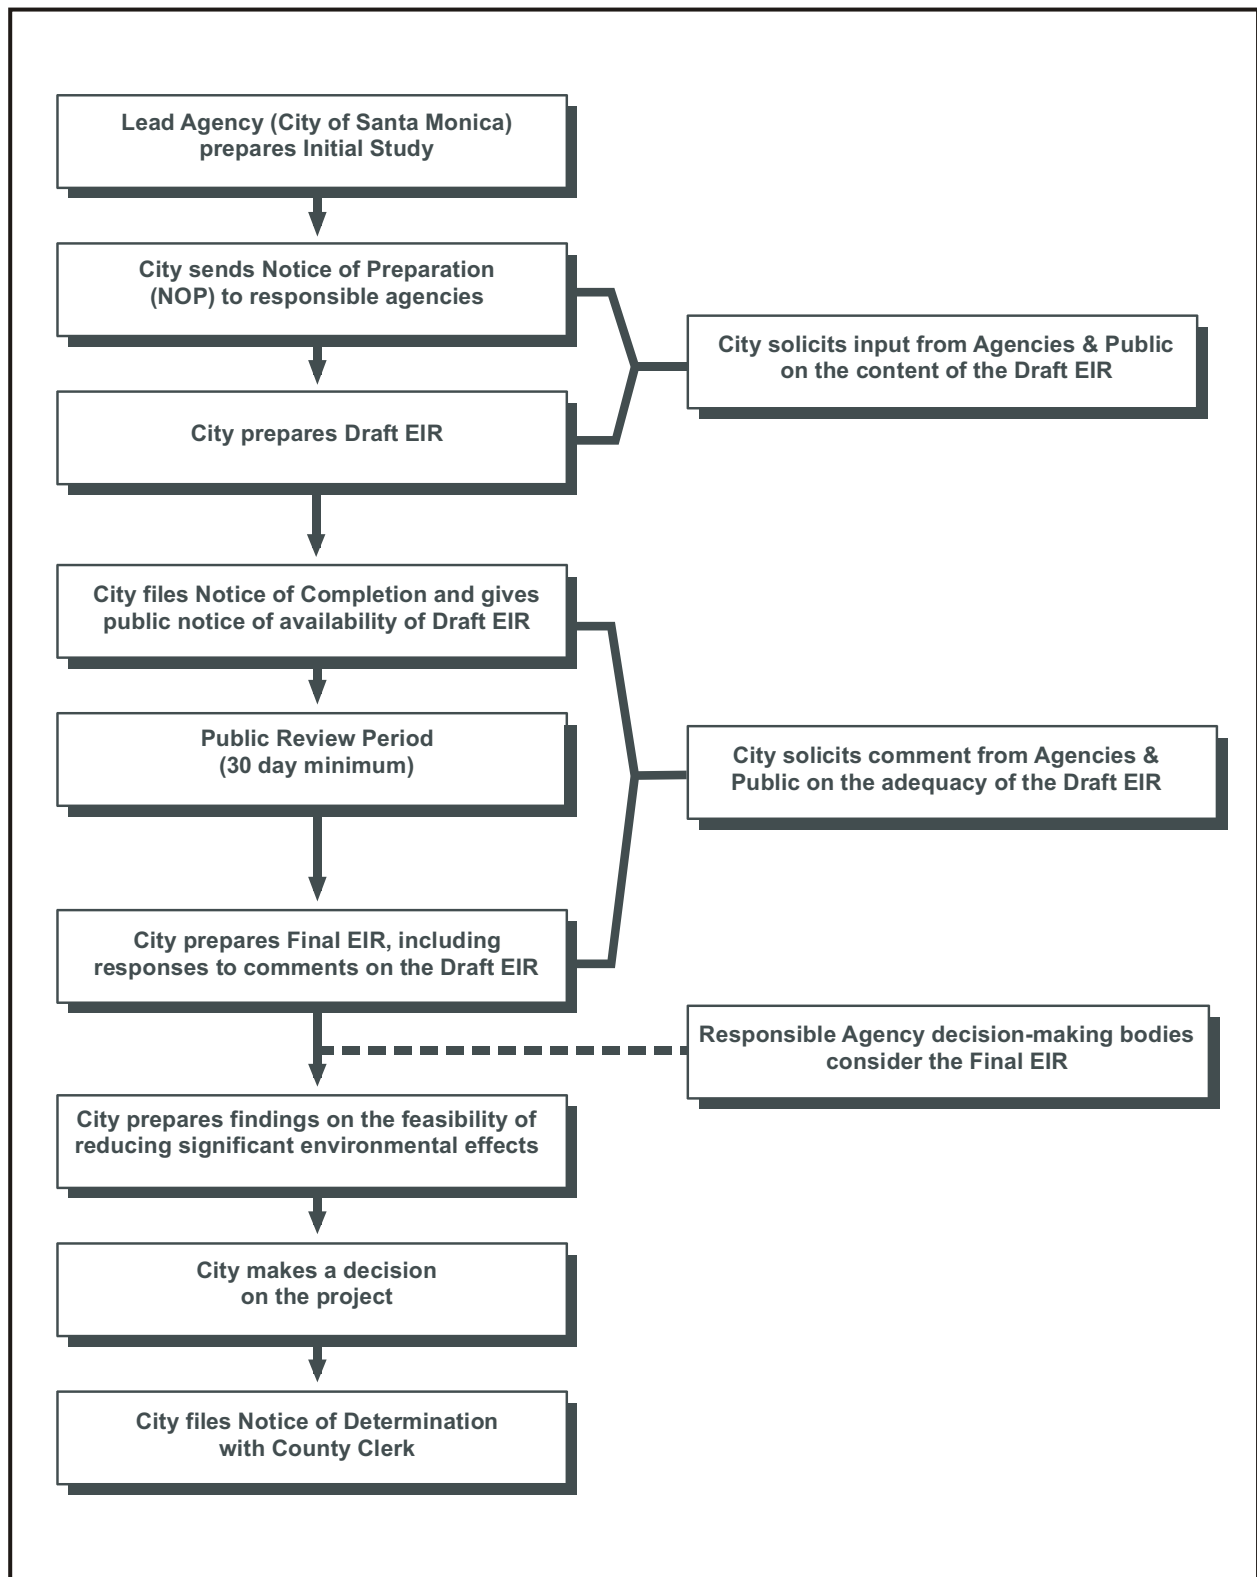 Lead Agency (City of Santa Monica)
prepares Initial Study
City sends Notice of Preparation
(NOP) to responsible agencies
City solicits input from Agencies & Public
on the content of the Draft EIR
City prepares Draft EIR
City files Notice of Completion and gives
public notice of availability of Draft EIR
Public Review Period
(30 day minimum)
City solicits comment from Agencies &
Public on the adequacy of the Draft EIR
City prepares Final EIR, including
responses to comments on the Draft EIR
Responsible Agency decision-making bodies
consider the Final EIR
City prepares findings on the feasibility of
reducing significant environmental effects
City makes a decision
on the project
City files Notice of Determination
with County Clerk